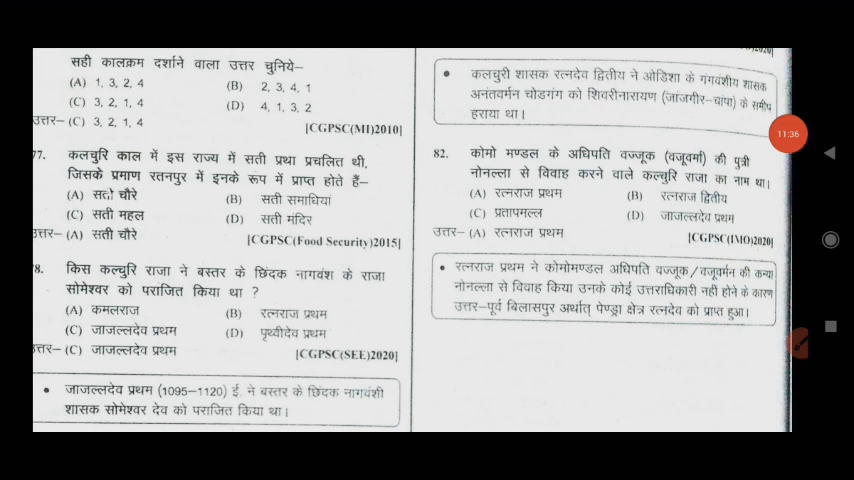 सही कालक्रम दर्शाने वाला उत्तर चुनिये–
(A) 1, 3, 2, 4 (B) 2, 3, 4, 1
(C) 3, 2, 1, 4 (D) 4, 1, 3, 2
उत्तर– (C) 3, 2, 1, 4 [CGPSC(MI)2010]
77. कलचुरि काल में इस राज्य में सती प्रथा प्रचलित थी,
जिसके प्रमाण रतनपुर में इनके रूप में प्राप्त होते हैं–
(A) सती चौरे (B) सती समाधियां
(C) सती महल (D) सती मंदिर
उत्तर– (A) सती चौरे [CGPSC(Food Security)2015]
78. किस कल्चुरि राजा ने बस्तर के छिंदक नागवंश के राजा
सोमेश्वर को पराजित किया था ?
(A) कमलराज (B) रत्नराज प्रथम
(C) जाजल्लदेव प्रथम (D) पृथ्वीदेव प्रथम
उत्तर– (C) जाजल्लदेव प्रथम [CGPSC(SEE)2020]
• जाजल्लदेव प्रथम (1095–1120) ई. ने बस्तर के छिंदक नागवंशी
शासक सोमेश्वर देव को पराजित किया था।
2020]
• कलचुरी शासक रत्नदेव द्वितीय ने ओडिशा के गंगवंशीय शासक
अनंतवर्मन चोडगंग को शिवरीनारायण (जांजगीर–चांपा) के समीप
हराया था।
11:36
82. कोमो मण्डल के अधिपति वज्जूक (वजूवर्मा) की पुत्री
नोनल्ला से विवाह करने वाले कल्चुरि राजा का नाम था।
(A) रत्नराज प्रथम (B) रत्नराज द्वितीय
(C) प्रतापमल्ल (D) जाजल्लदेव प्रथम
उत्तर– (A) रत्नराज प्रथम [CGPSC(IMO)2020]
• रत्नराज प्रथम ने कोमोमण्डल अधिपति वज्जूक/वजूवर्मन की कन्या
नोनल्ला से विवाह किया उनके कोई उत्तराधिकारी नही होने के कारण
उत्तर–पूर्व बिलासपुर अर्थात् पेण्ड्रा क्षेत्र रत्नदेव को प्राप्त हुआ।